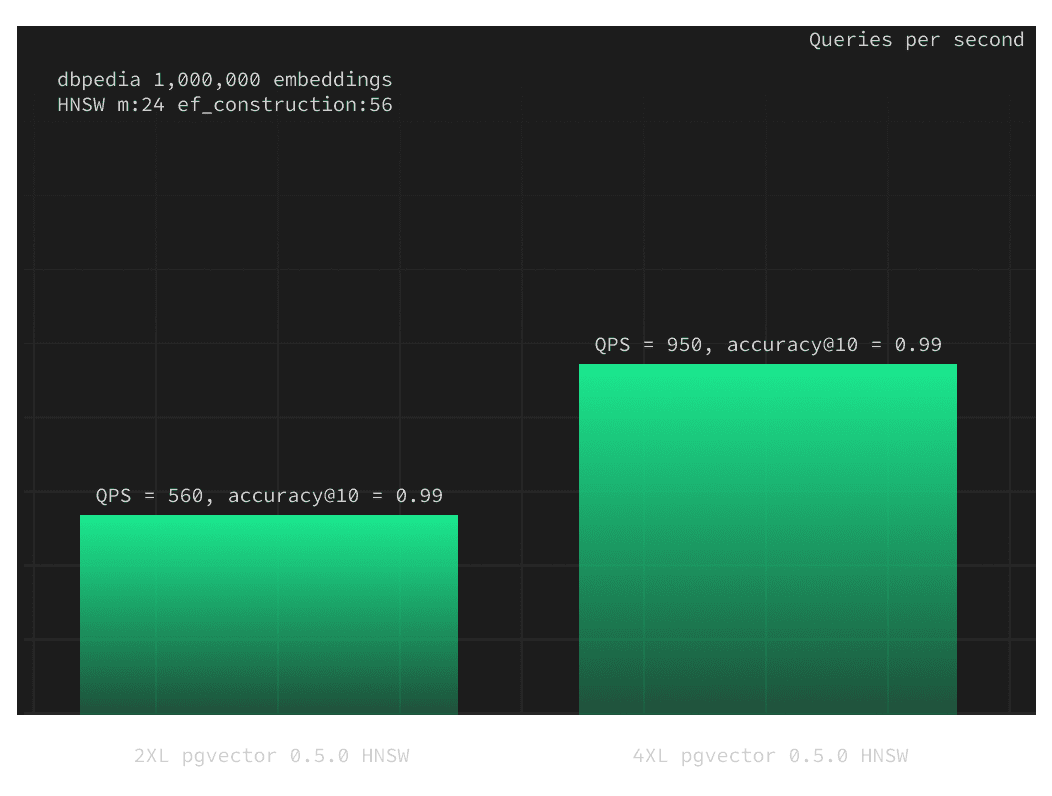 Queries per second
dbpedia 1,000,000 embeddings
HNSW m:24 ef_construction:56
QPS = 950, accuracy@10 = 0.99
QPS = 560, accuracy@10 = 0.99
2XL pgvector 0.5.0 HNSW
4XL pgvector 0.5.0 HNSW